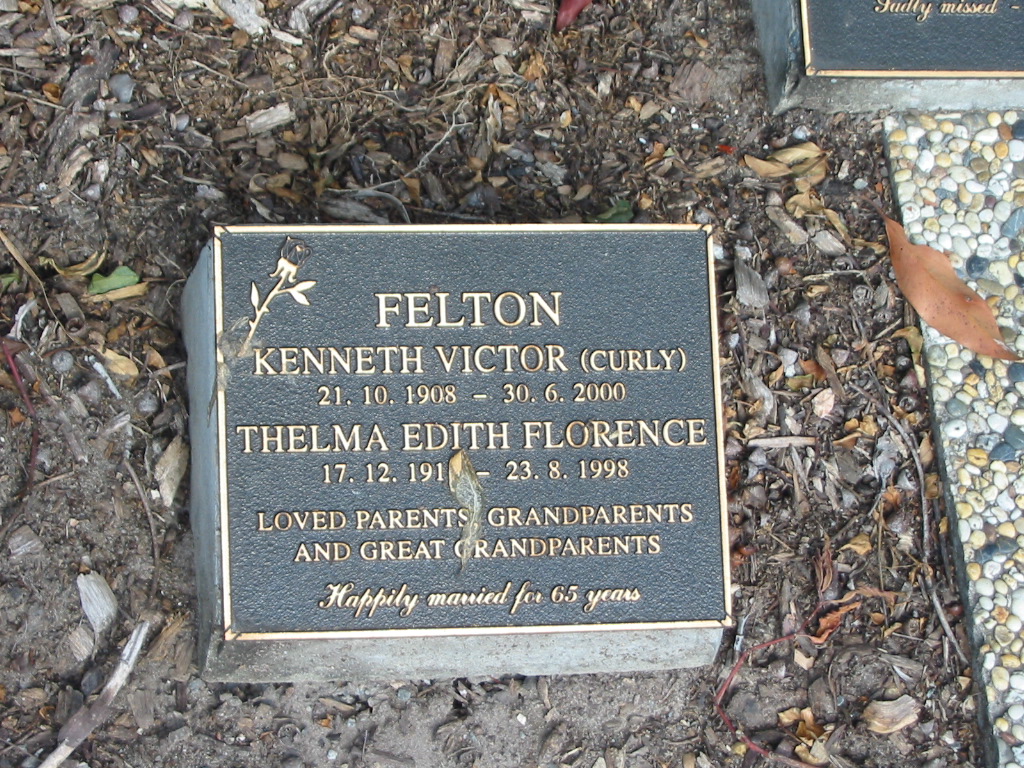 Sadly missed -
FELTON
KENNETH VICTOR (CURLY)
21. 10. 1908 - 30. 6. 2000
THELMA EDITH FLORENCE
17. 12. - 23. 8. 1998
LOVED PARENTS, GRANDPARENTS
AND GREAT GRANDPARENTS
Happily married for 65 years